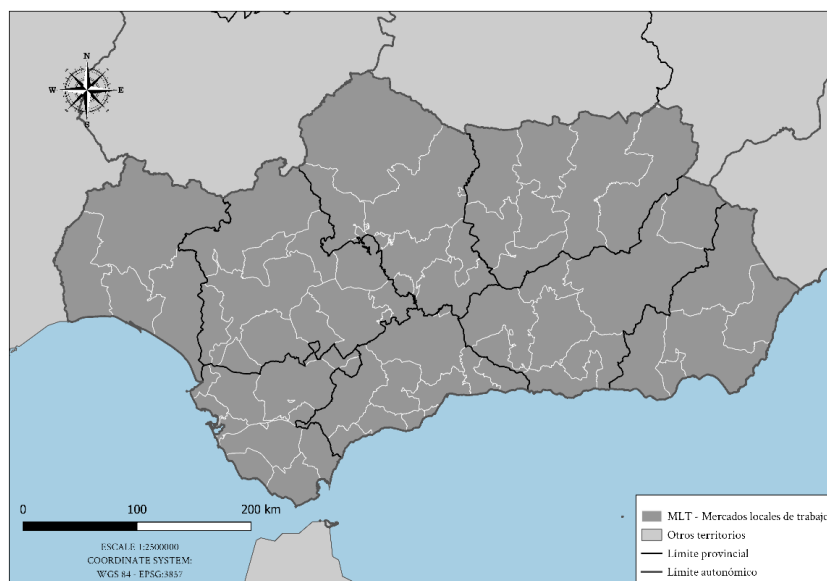 N
W E
S
0 100 200 km
ESCALE 1:2500000
COORDINATE SYSTEM:
WGS 84 - EPSG:3857
MLT - Mercados locales de trabajo
Otros territorios
Límite provincial
Límite autonómico